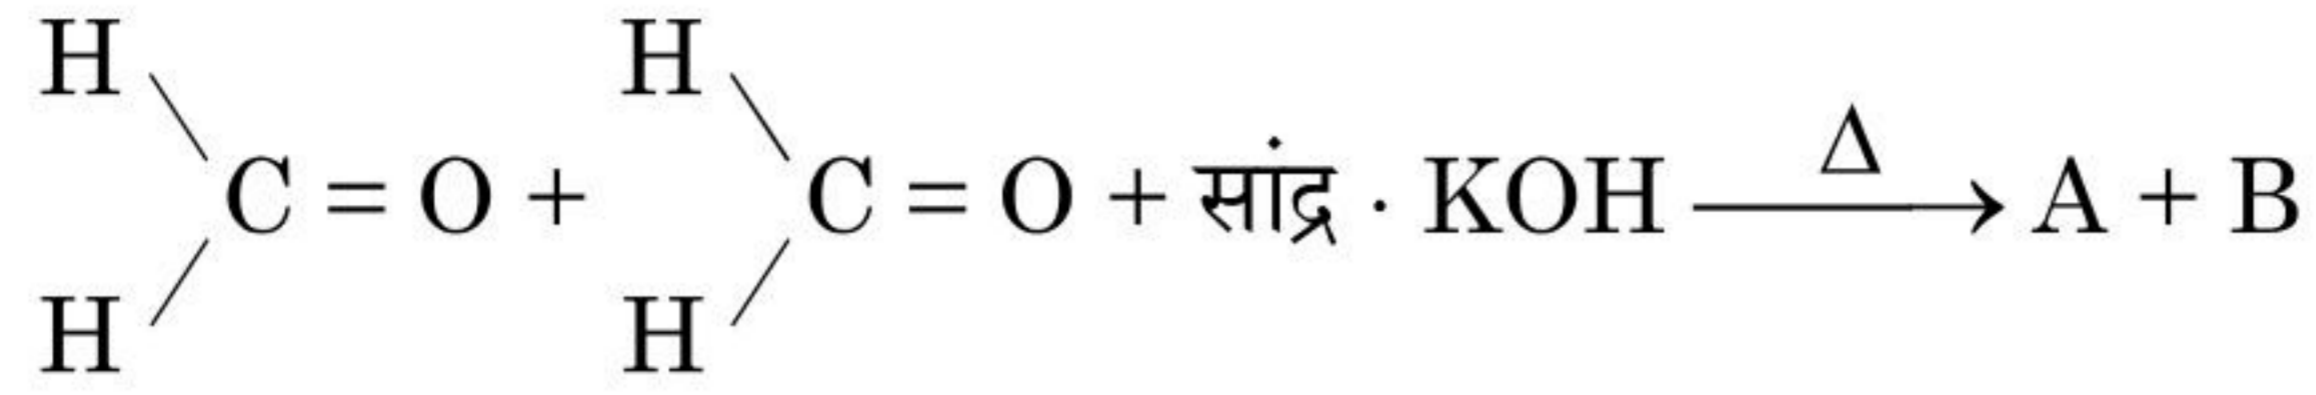 H H
Δ
C = O + C = O + सांद्र · KOH ⟶ A + B
H H